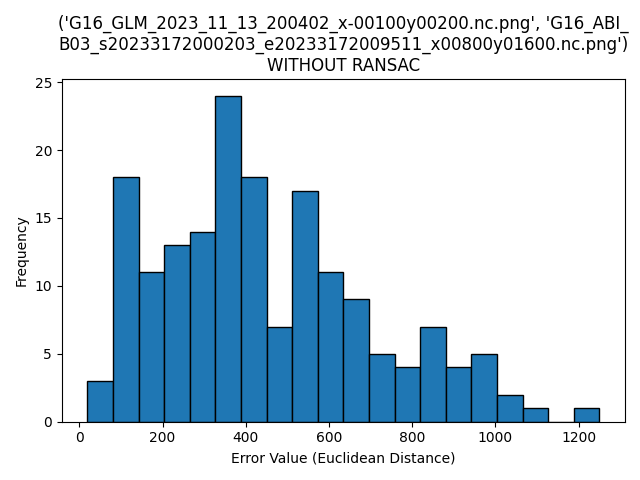 ('G16_GLM_2023_11_13_200402_x-00100y00200.nc.png', 'G16_ABI_
B03_s20233172000203_e20233172009511_x00800y01600.nc.png')
WITHOUT RANSAC
25
20
15
10
5
0
Frequency
0 200 400 600 800 1000 1200
Error Value (Euclidean Distance)